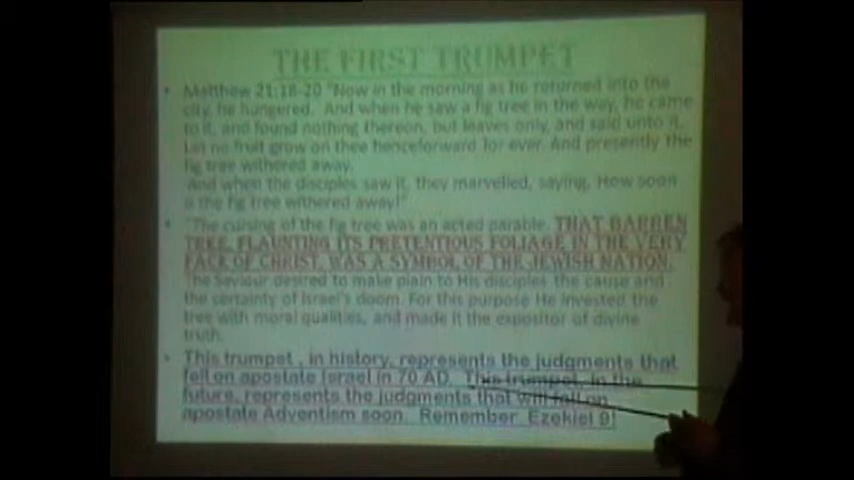 THE FIRST TRUMPET
• Matthew 21:18-20 "Now in the morning as he returned into the
city, he hungered. And when he saw a fig tree in the way, he came
to it, and found nothing thereon, but leaves only, and said unto it,
Let no fruit grow on thee henceforward for ever. And presently the
fig tree withered away.
And when the disciples saw it, they marvelled, saying, How soon
is the fig tree withered away!"
• "The cursing of the fig tree was an acted parable. THAT BARREN
TREE, FLAUNTING ITS PRETENTIOUS FOLIAGE IN THE VERY
FACE OF CHRIST, WAS A SYMBOL OF THE JEWISH NATION.
The Saviour desired to make plain to His disciples the cause and
the certainty of Israel's doom. For this purpose He invested the
tree with moral qualities, and made it the expositor of divine
truth.
• This trumpet , in history, represents the judgments that
fell on apostate Israel in 70 AD. This trumpet, in the
future, represents the judgments that will fall on
apostate Adventism soon. Remember Ezekiel 9!